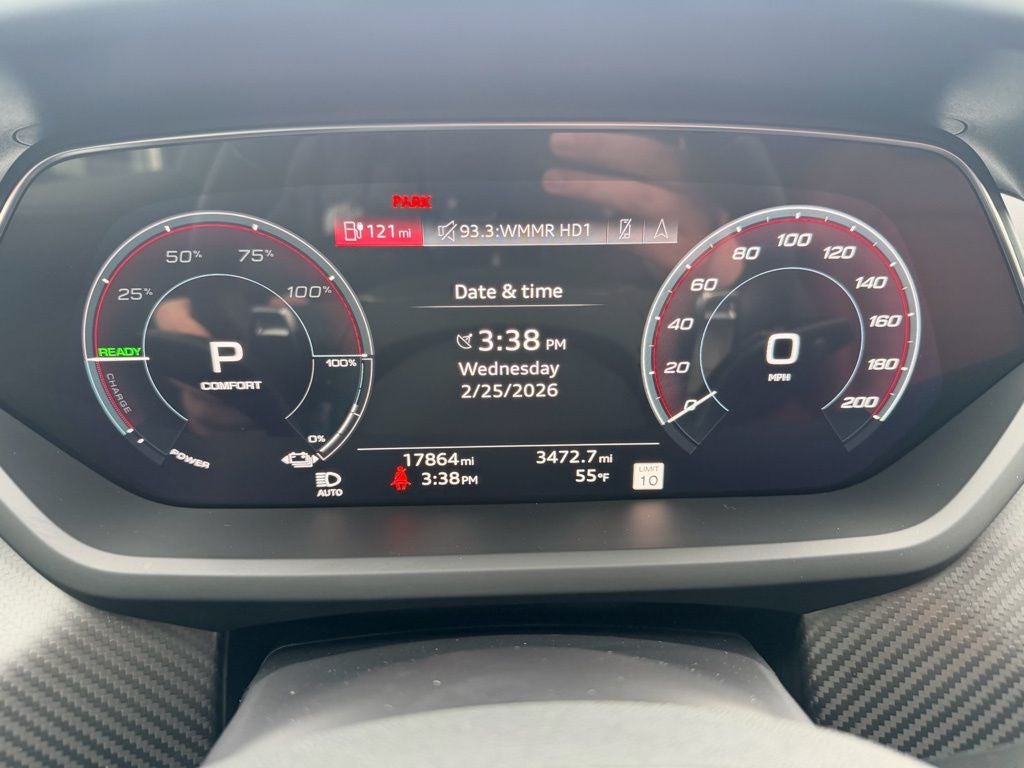 PARK
121 mi
93.3:WMMR HD1
50%
75%
25%
100%
READY
P
COMFORT
CHARGE
POWER
100%
0%
AUTO
Date & time
3:38 PM
Wednesday
2/25/2026
17864 mi
3472.7 mi
3:38 PM
55°F
LIMIT
10
0
20
40
60
80
100
120
140
160
180
200
0
MPH